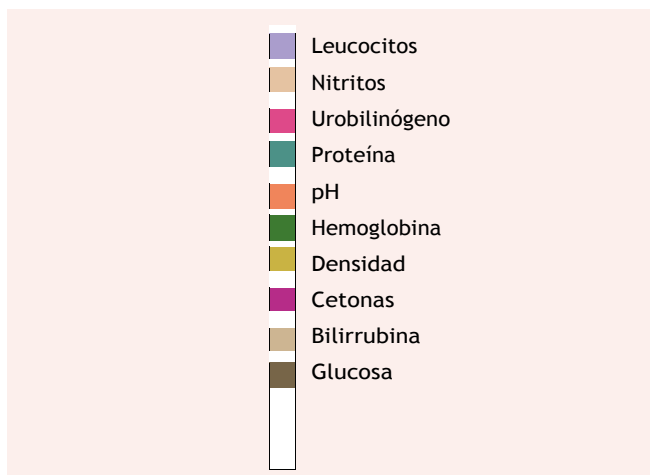 Leucocitos
Nitritos
Urobilinógeno
Proteína
pH
Hemoglobina
Densidad
Cetonas
Bilirrubina
Glucosa